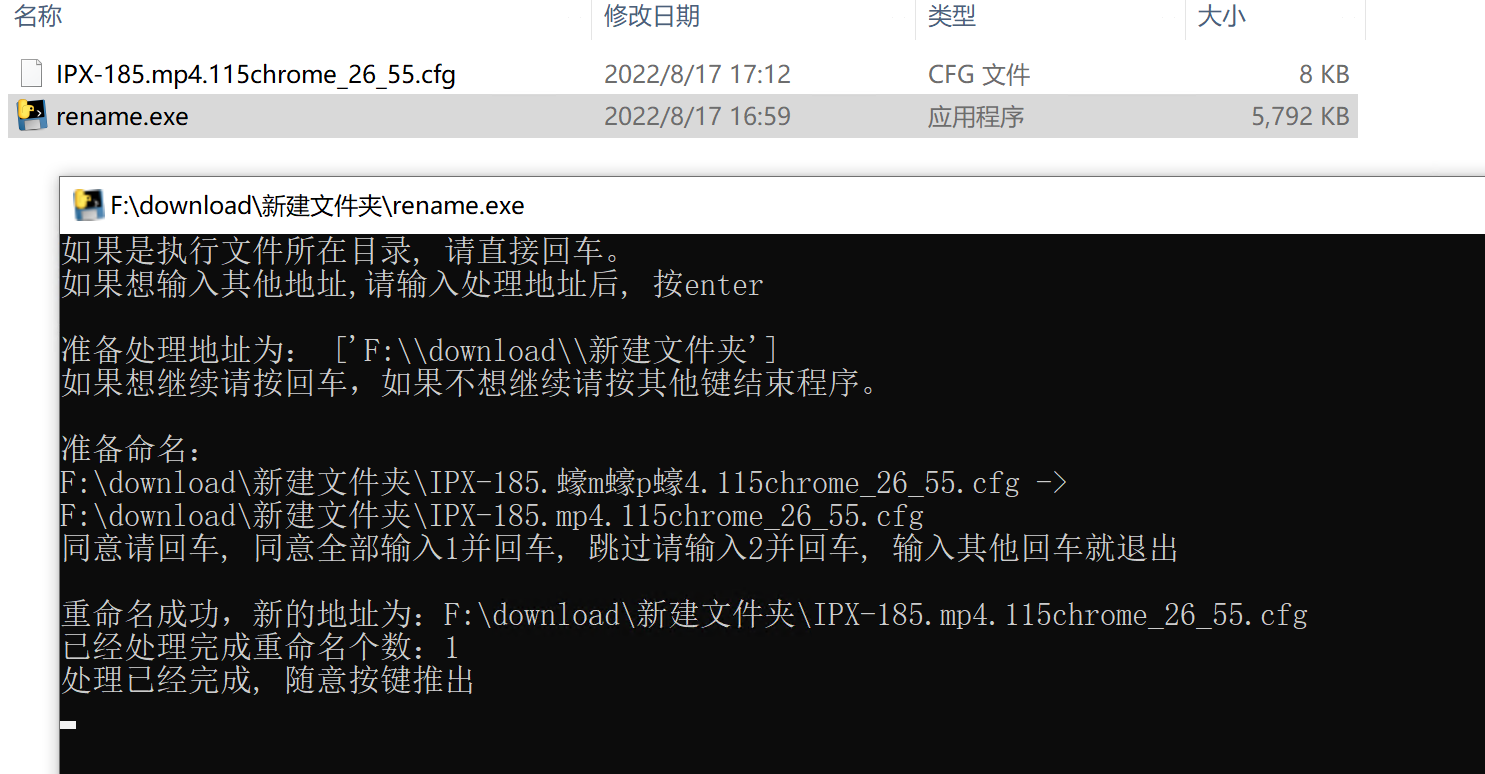 名称 修改日期 类型 大小
IPX-185.mp4.115chrome_26_55.cfg 2022/8/17 17:12 CFG 文件 8 KB
rename.exe 2022/8/17 16:59 应用程序 5,792 KB
F:\download\新建文件夹\rename.exe
如果是执行文件所在目录, 请直接回车。
如果想输入其他地址,请输入处理地址后, 按enter
准备处理地址为: ['F:\\download\\新建文件夹']
如果想继续请按回车，如果不想继续请按其他键结束程序。
准备命名:
F:\download\新建文件夹\IPX-185.蠔m蠔p蠔4.115chrome_26_55.cfg ->
F:\download\新建文件夹\IPX-185.mp4.115chrome_26_55.cfg
同意请回车, 同意全部输入1并回车, 跳过请输入2并回车, 输入其他回车就退出
重命名成功，新的地址为：F:\download\新建文件夹\IPX-185.mp4.115chrome_26_55.cfg
已经处理完成重命名个数：1
处理已经完成, 随意按键推出